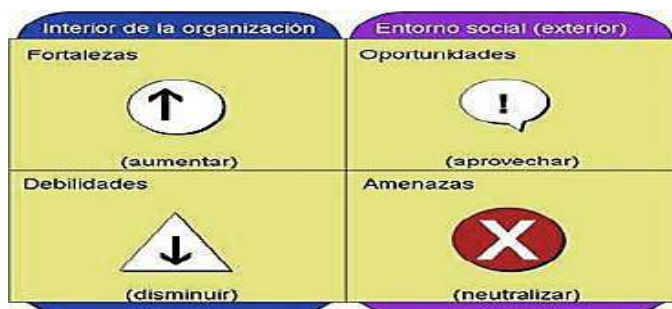 Interior de la organización
Entorno social (exterior)
Fortalezas
Oportunidades
!
(aumentar)
(aprovechar)
Debilidades
Amenazas
X
(disminuir)
(neutralizar)